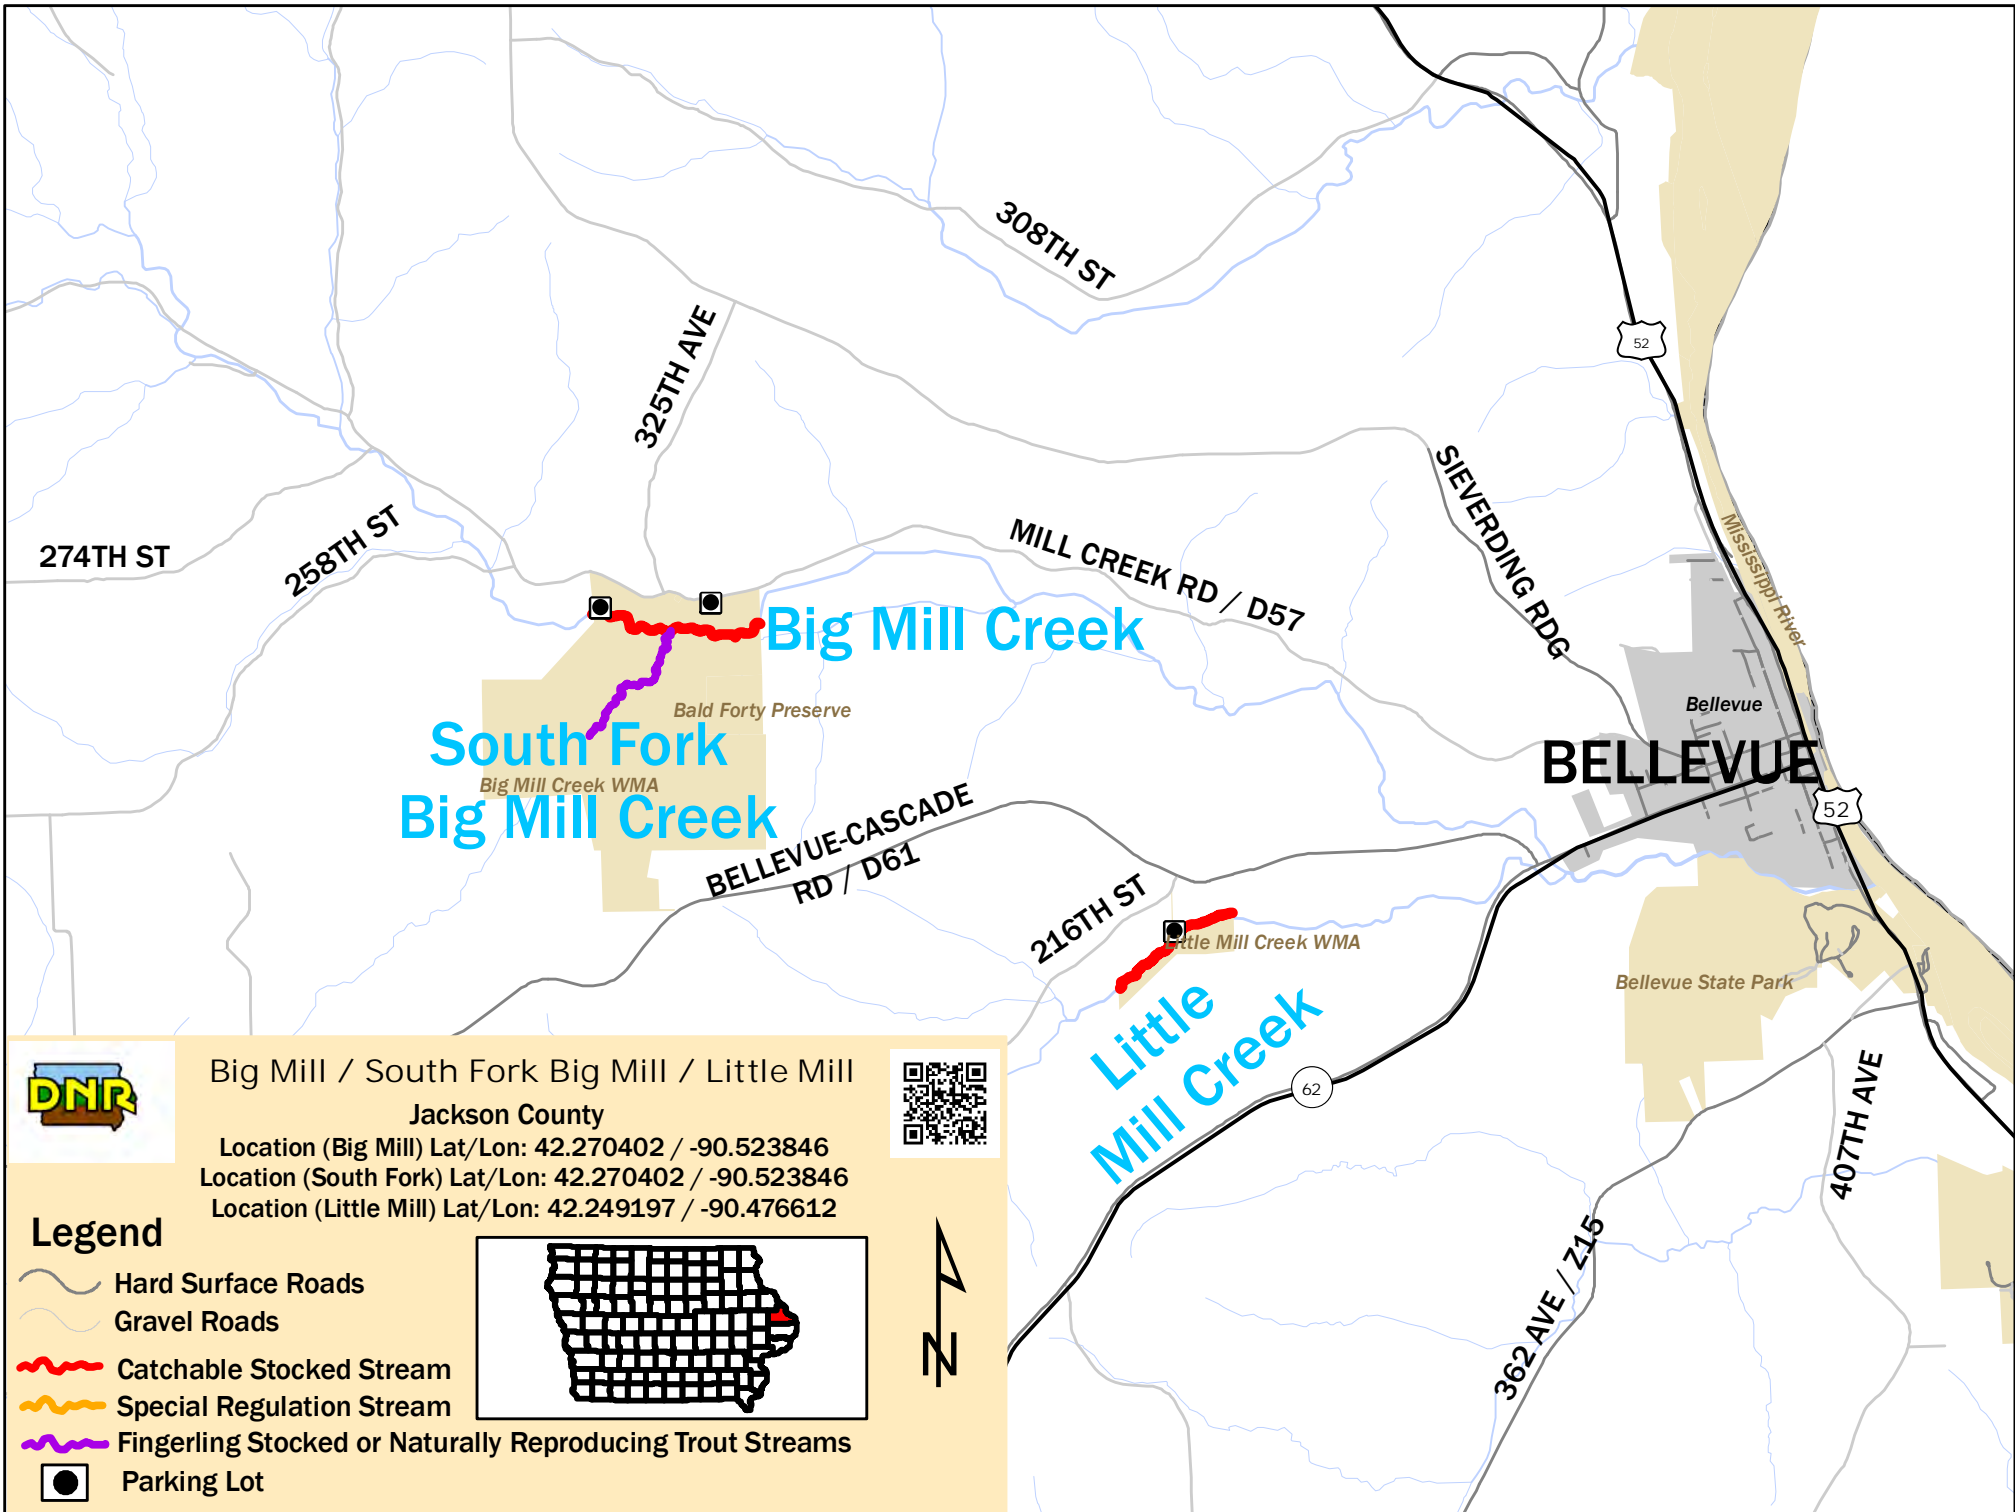 308TH ST
52
325TH AVE
SIEVERDING RDG
274TH ST
258TH ST
MILL CREEK RD / D57
Mississippi River
Big Mill Creek
Bald Forty Preserve
Bellevue
South Fork
Big Mill Creek
Big Mill Creek WMA
BELLEVUE
52
BELLEVUE-CASCADE
RD / D61
216TH ST
Little Mill Creek WMA
Bellevue State Park
Little
Mill Creek
62
407TH AVE
362 AVE / Z15
DNR
Big Mill / South Fork Big Mill / Little Mill
Jackson County
Location (Big Mill) Lat/Lon: 42.270402 / -90.523846
Location (South Fork) Lat/Lon: 42.270402 / -90.523846
Location (Little Mill) Lat/Lon: 42.249197 / -90.476612
Legend
Hard Surface Roads
Gravel Roads
Catchable Stocked Stream
Special Regulation Stream
Fingerling Stocked or Naturally Reproducing Trout Streams
Parking Lot
N